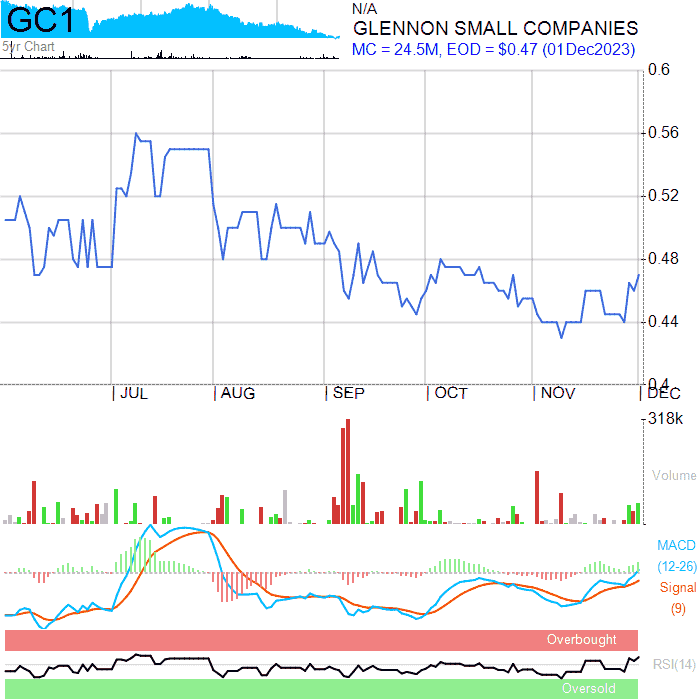 GC1
5yr Chart
N/A
GLENNON SMALL COMPANIES
MC = 24.5M, EOD = $0.47 (01Dec2023)
0.6
0.56
0.52
0.48
0.44
0.4
JUL AUG SEP OCT NOV DEC
318k
Volume
MACD
(12-26)
Signal
(9)
Overbought
RSI(14)
Oversold